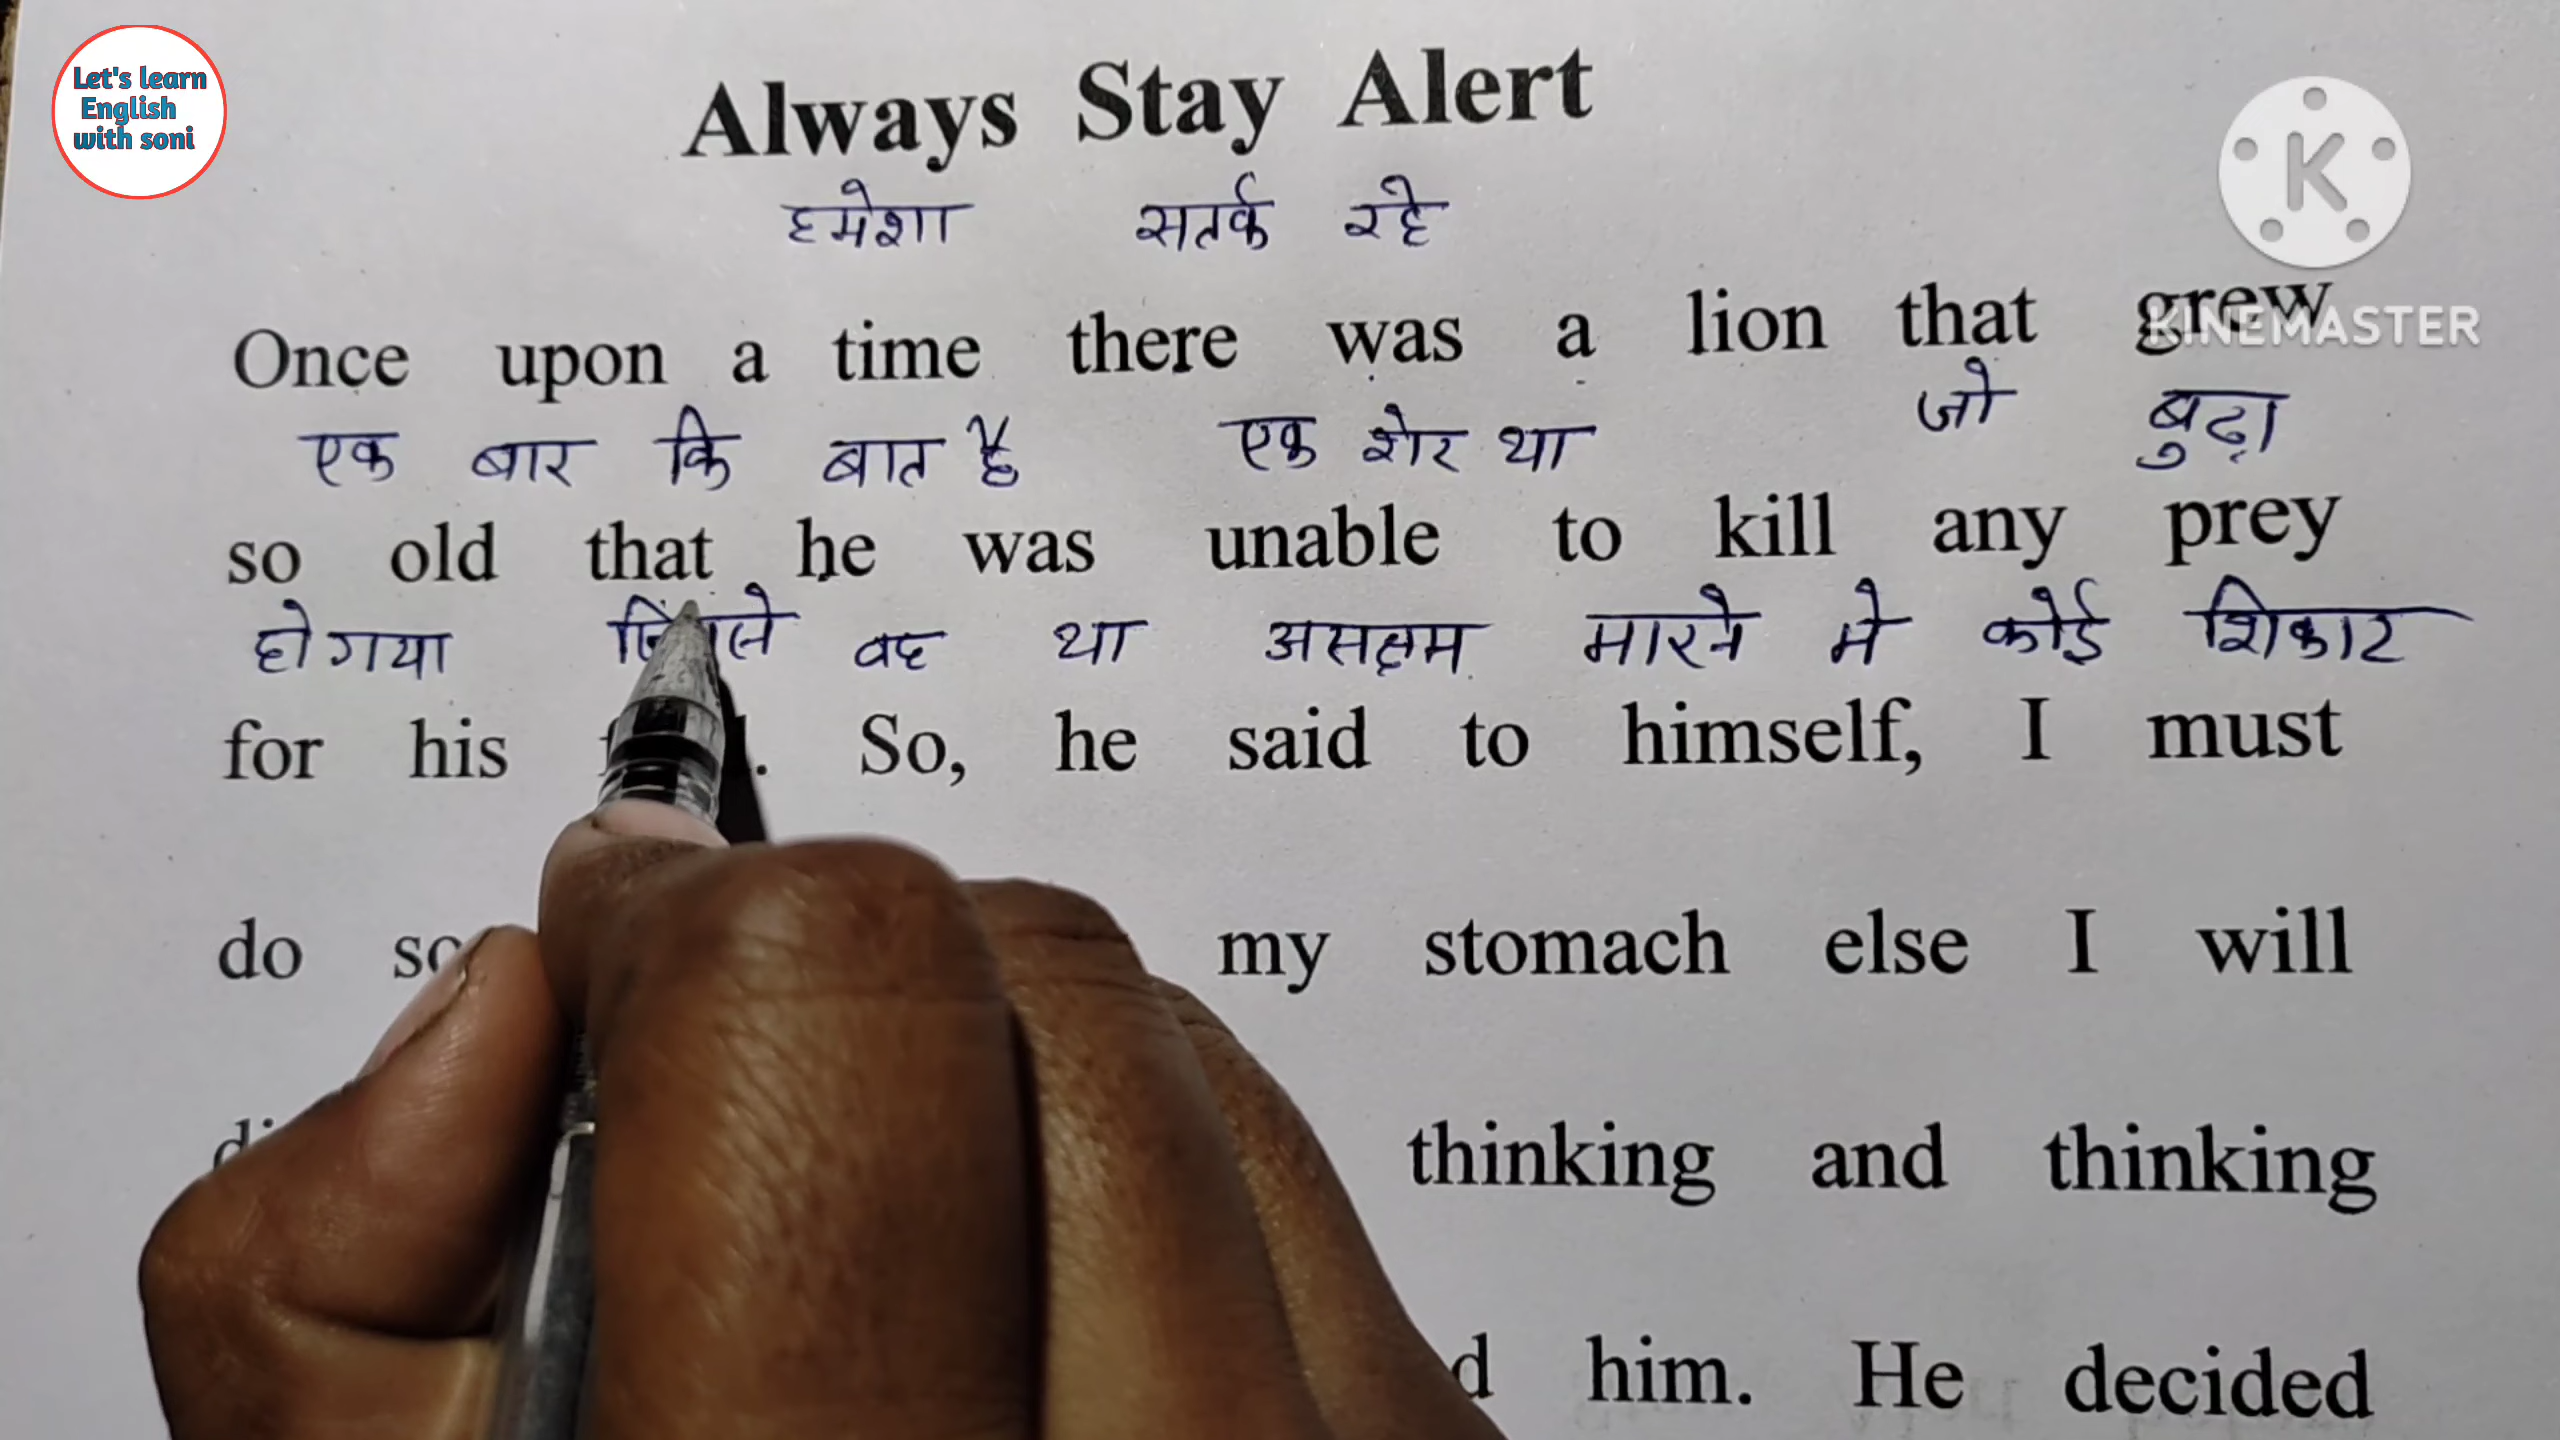 Let's learn
English
with soni
Always Stay Alert
हमेशा सतर्क रहे
KINEMASTER
Once upon a time there was a lion that grew
एक बार कि बात है एक शेर था जो बुढ़ा
so old that he was unable to kill any prey
हो गया वह था असक्षम मारने मे कोई शिकार
for his So, he said to himself, I must
do my stomach else I will
thinking and thinking
him. He decided